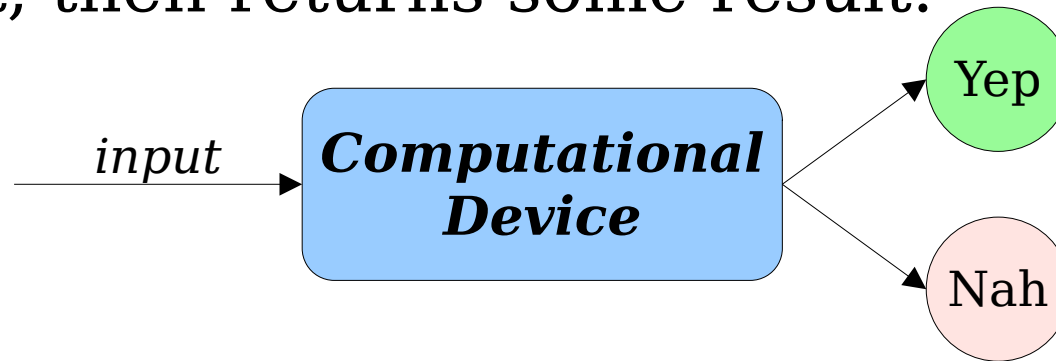 , then returns some result.
Yep
input
Computational
Device
Nah